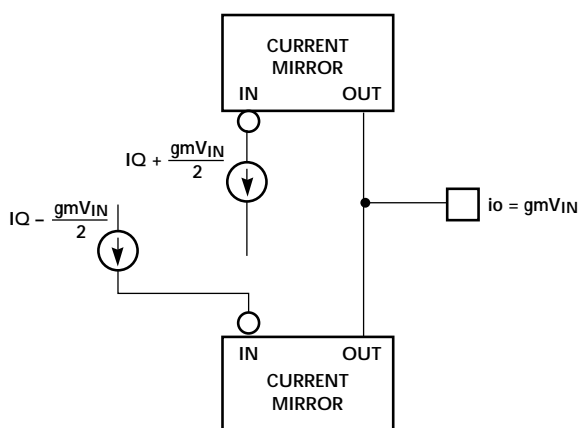 CURRENT
MIRROR
IN OUT
IQ + gmVIN
2
IQ – gmVIN
2
io = gmVIN
IN OUT
CURRENT
MIRROR